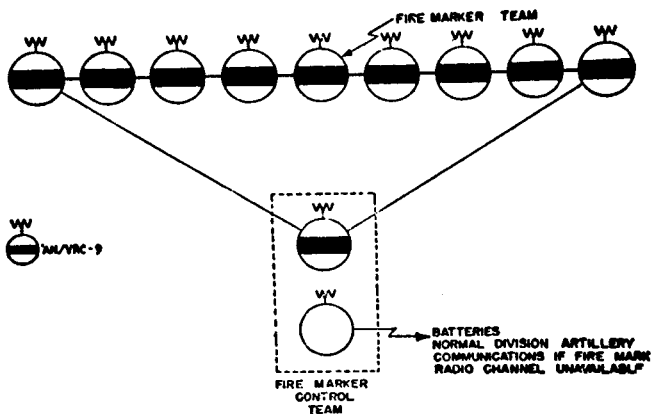 FIRE MARKER TEAM
AN/VRC-9
BATTERIES
NORMAL DIVISION ARTILLERY
COMMUNICATIONS IF FIRE MARK
RADIO CHANNEL UNAVAILABLE
FIRE MARKER
CONTROL
TEAM